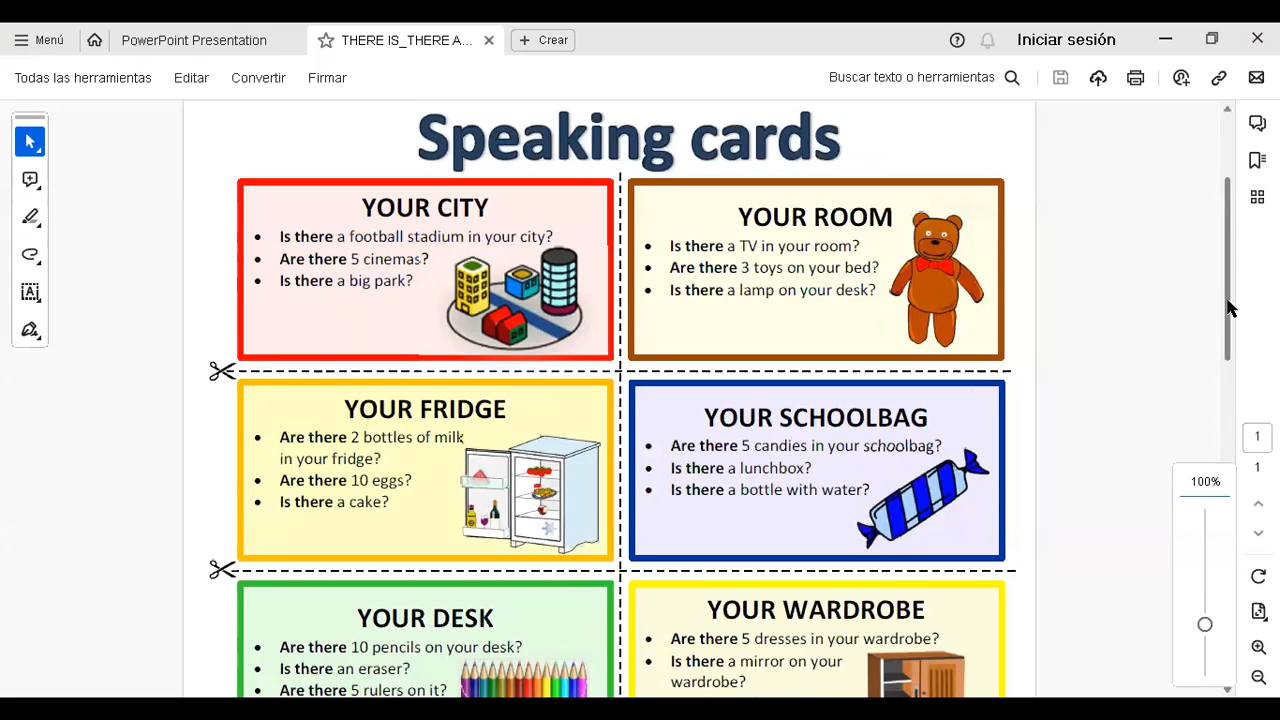 Menú
PowerPoint Presentation
THERE IS_THERE A...
Crear
Iniciar sesión
Todas las herramientas
Editar
Convertir
Firmar
Buscar texto o herramientas
Speaking cards
YOUR CITY
• Is there a football stadium in your city?
• Are there 5 cinemas?
• Is there a big park?
YOUR ROOM
• Is there a TV in your room?
• Are there 3 toys on your bed?
• Is there a lamp on your desk?
YOUR FRIDGE
• Are there 2 bottles of milk
in your fridge?
• Are there 10 eggs?
• Is there a cake?
YOUR SCHOOLBAG
• Are there 5 candies in your schoolbag?
• Is there a lunchbox?
• Is there a bottle with water?
YOUR DESK
• Are there 10 pencils on your desk?
• Is there an eraser?
• Are there 5 rulers on it?
YOUR WARDROBE
• Are there 5 dresses in your wardrobe?
• Is there a mirror on your
wardrobe?
1
1
100%